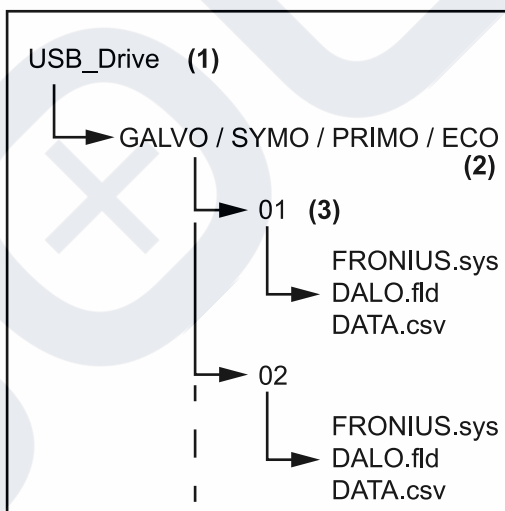 USB_Drive (1)
GALVO / SYMO / PRIMO / ECO
(2)
01 (3)
FRONIUS.sys
DALO.fld
DATA.csv
02
FRONIUS.sys
DALO.fld
DATA.csv